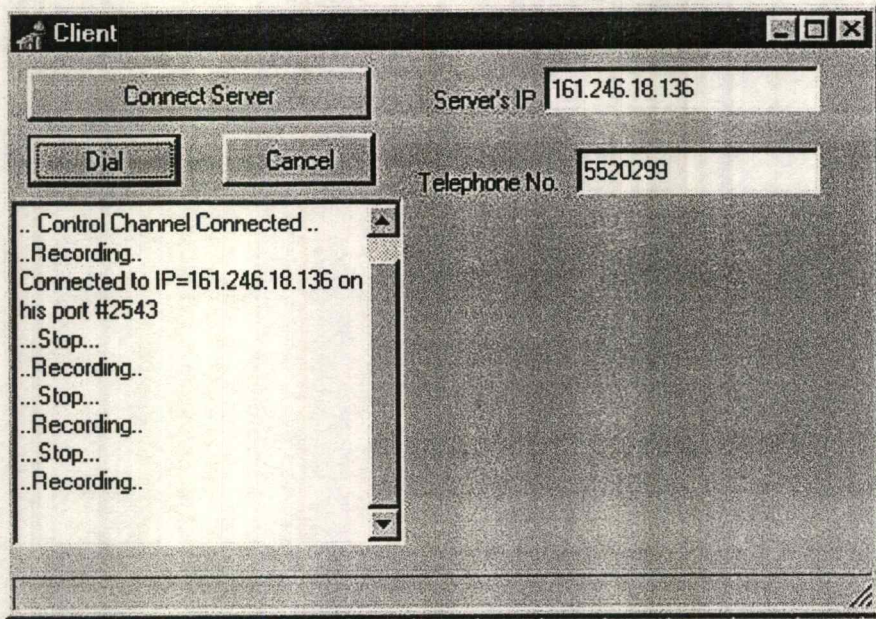 Client
Connect Server
Server's IP 161.246.18.136
Dial
Cancel
Telephone No. 5520299
.. Control Channel Connected ..
..Recording..
Connected to IP=161.246.18.136 on
his port #2543
...Stop...
..Recording..
...Stop...
..Recording..
...Stop...
..Recording..